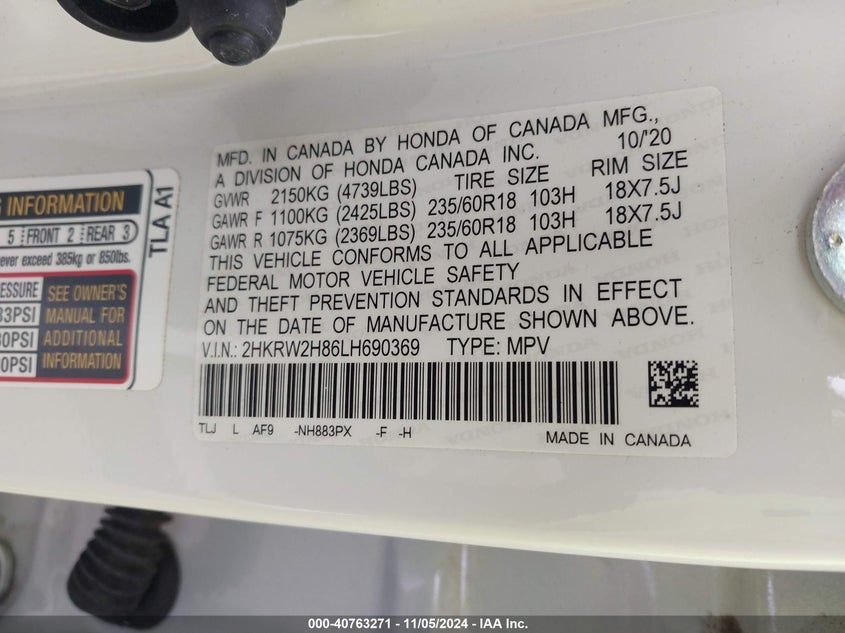 MFD. IN CANADA BY HONDA OF CANADA MFG.,
A DIVISION OF HONDA CANADA INC. 10/'20
GVWR 2150KG (4739LBS) TIRE SIZE RIM SIZE
GAWR F 1100KG (2425LBS) 235/60R18 103H 18X7.5J
GAWR R 1075KG (2369LBS) 235/60R18 103H 18X7.5J
THIS VEHICLE CONFORMS TO ALL APPLICABLE
FEDERAL MOTOR VEHICLE SAFETY
AND THEFT PREVENTION STANDARDS IN EFFECT
ON THE DATE OF MANUFACTURE SHOWN ABOVE.
V.I.N.: 2HKRW2H86LH690369 TYPE: MPV
TLJ L AF9 -NH883PX -F -H MADE IN CANADA
INFORMATION
5 FRONT 2 REAR 3
exceed 385kg or 850lbs.
SEE OWNER'S
MANUAL FOR
ADDITIONAL
INFORMATION
TLA A1
000-40763271 - 11/05/2024 - IAA Inc.